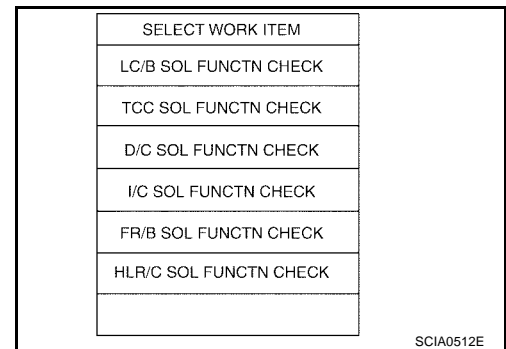 SELECT WORK ITEM
LC/B SOL FUNCTN CHECK
TCC SOL FUNCTN CHECK
D/C SOL FUNCTN CHECK
I/C SOL FUNCTN CHECK
FR/B SOL FUNCTN CHECK
HLR/C SOL FUNCTN CHECK
SCIA0512E